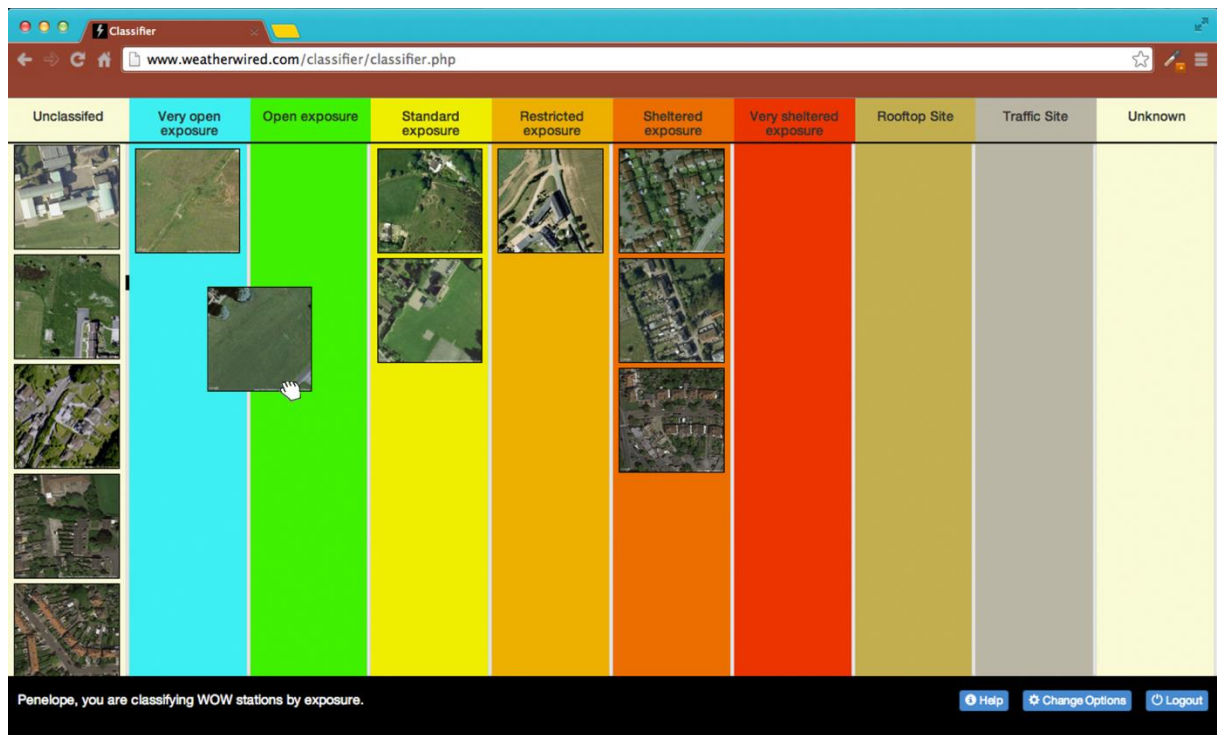 Classifier
www.weatherwired.com/classifier/classifier.php
Unclassifed
Very open
exposure
Open exposure
Standard
exposure
Restricted
exposure
Sheltered
exposure
Very sheltered
exposure
Rooftop Site
Traffic Site
Unknown
Penelope, you are classifying WOW stations by exposure.
Help
Change Options
Logout